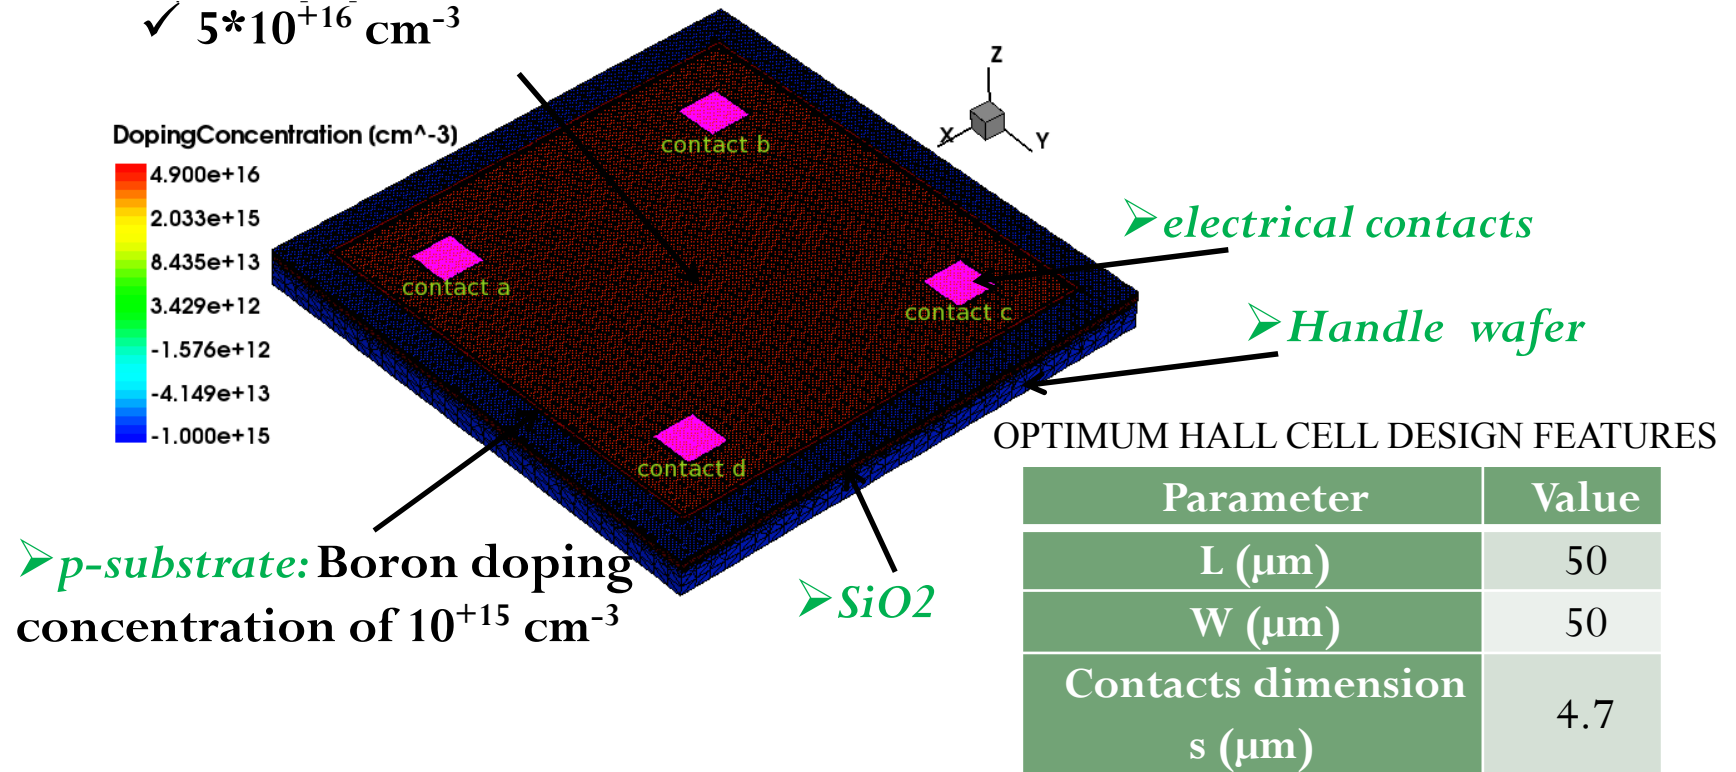 ✓ 5*10⁺¹⁶ cm⁻³
DopingConcentration (cm^-3)
4.900e+16
2.033e+15
8.435e+13
3.429e+12
-1.576e+12
-4.149e+13
-1.000e+15
contact b
contact a
contact c
contact d
Z
X
Y
➢electrical contacts
➢Handle wafer
➢p-substrate: Boron doping
concentration of 10⁺¹⁵ cm⁻³
➢SiO2
OPTIMUM HALL CELL DESIGN FEATURES
Parameter Value
L (μm) 50
W (μm) 50
Contacts dimension
s (μm) 4.7